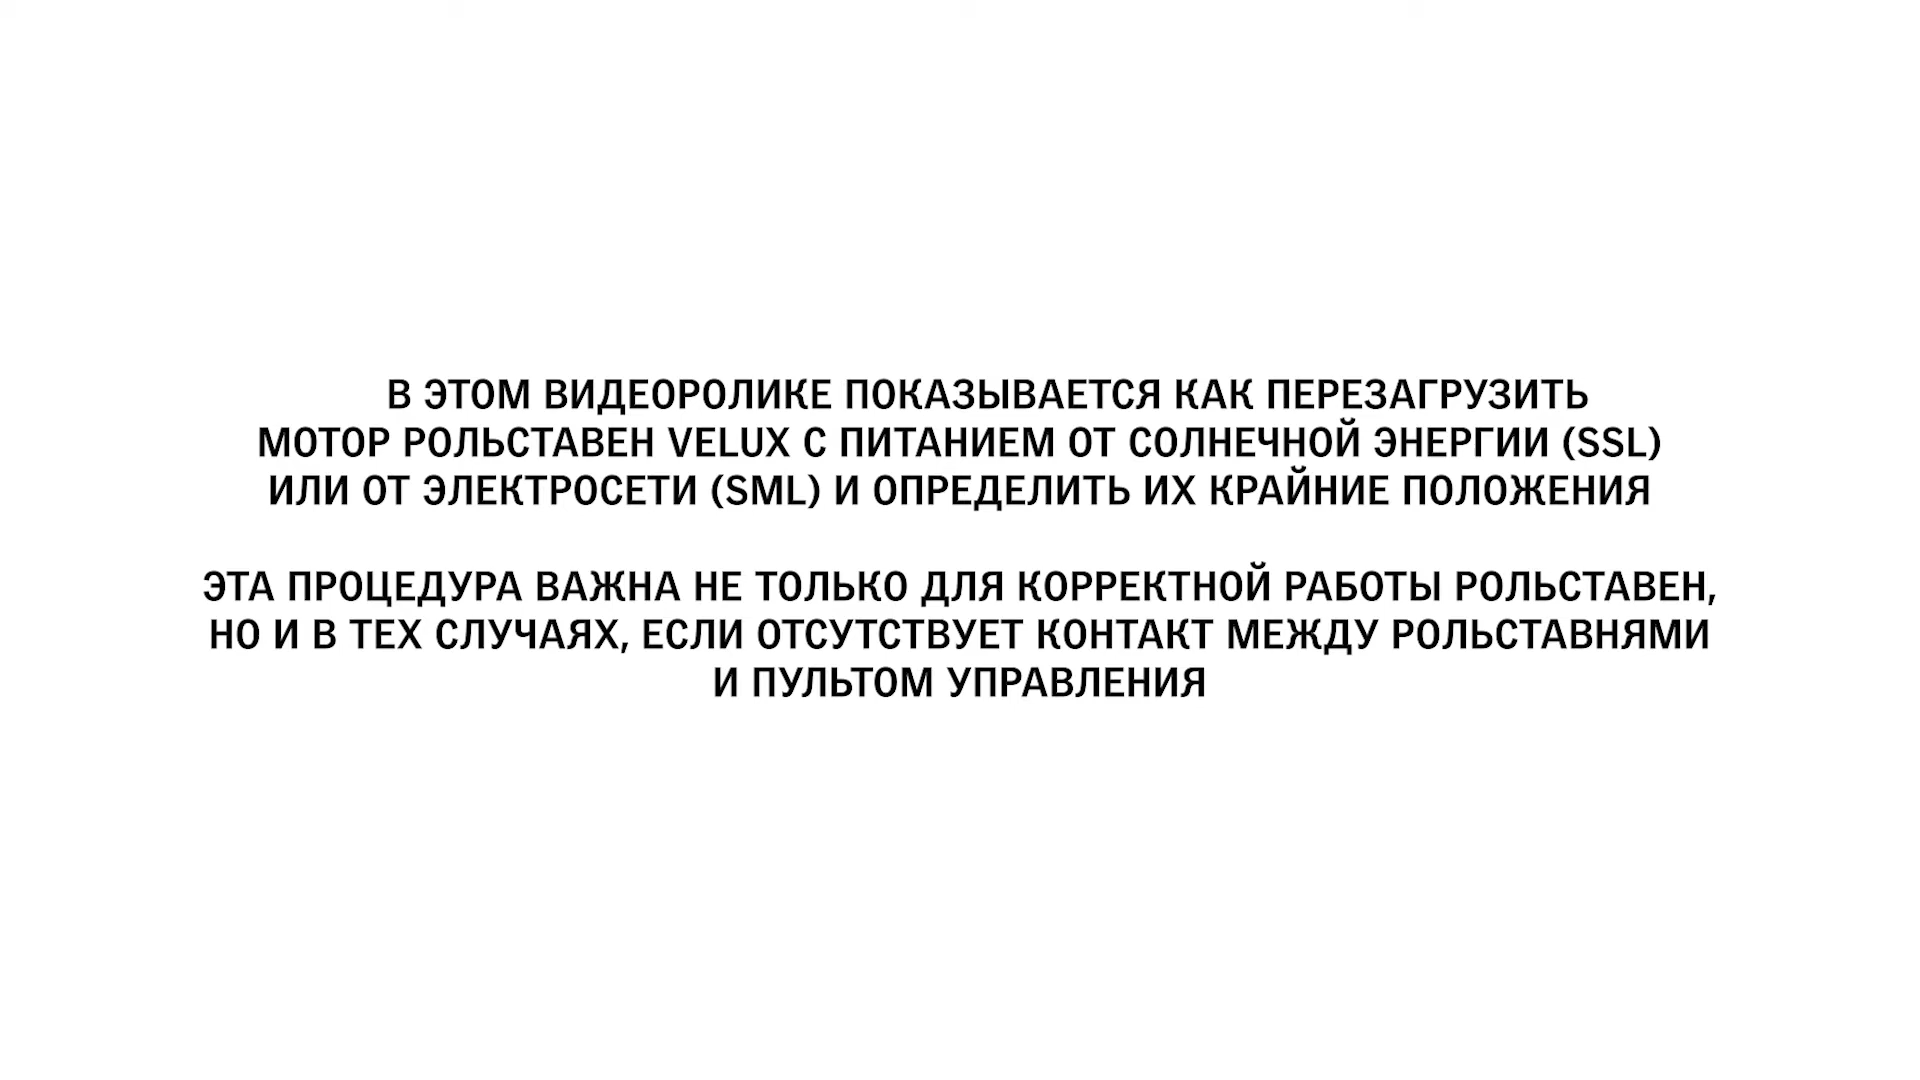 В ЭТОМ ВИДЕОРОЛИКЕ ПОКАЗЫВАЕТСЯ КАК ПЕРЕЗАГРУЗИТЬ
МОТОР РОЛЬСТАВЕН VELUX С ПИТАНИЕМ ОТ СОЛНЕЧНОЙ ЭНЕРГИИ (SSL)
ИЛИ ОТ ЭЛЕКТРОСЕТИ (SML) И ОПРЕДЕЛИТЬ ИХ КРАЙНИЕ ПОЛОЖЕНИЯ
ЭТА ПРОЦЕДУРА ВАЖНА НЕ ТОЛЬКО ДЛЯ КОРРЕКТНОЙ РАБОТЫ РОЛЬСТАВЕН,
НО И В ТЕХ СЛУЧАЯХ, ЕСЛИ ОТСУТСТВУЕТ КОНТАКТ МЕЖДУ РОЛЬСТАВНЯМИ
И ПУЛЬТОМ УПРАВЛЕНИЯ